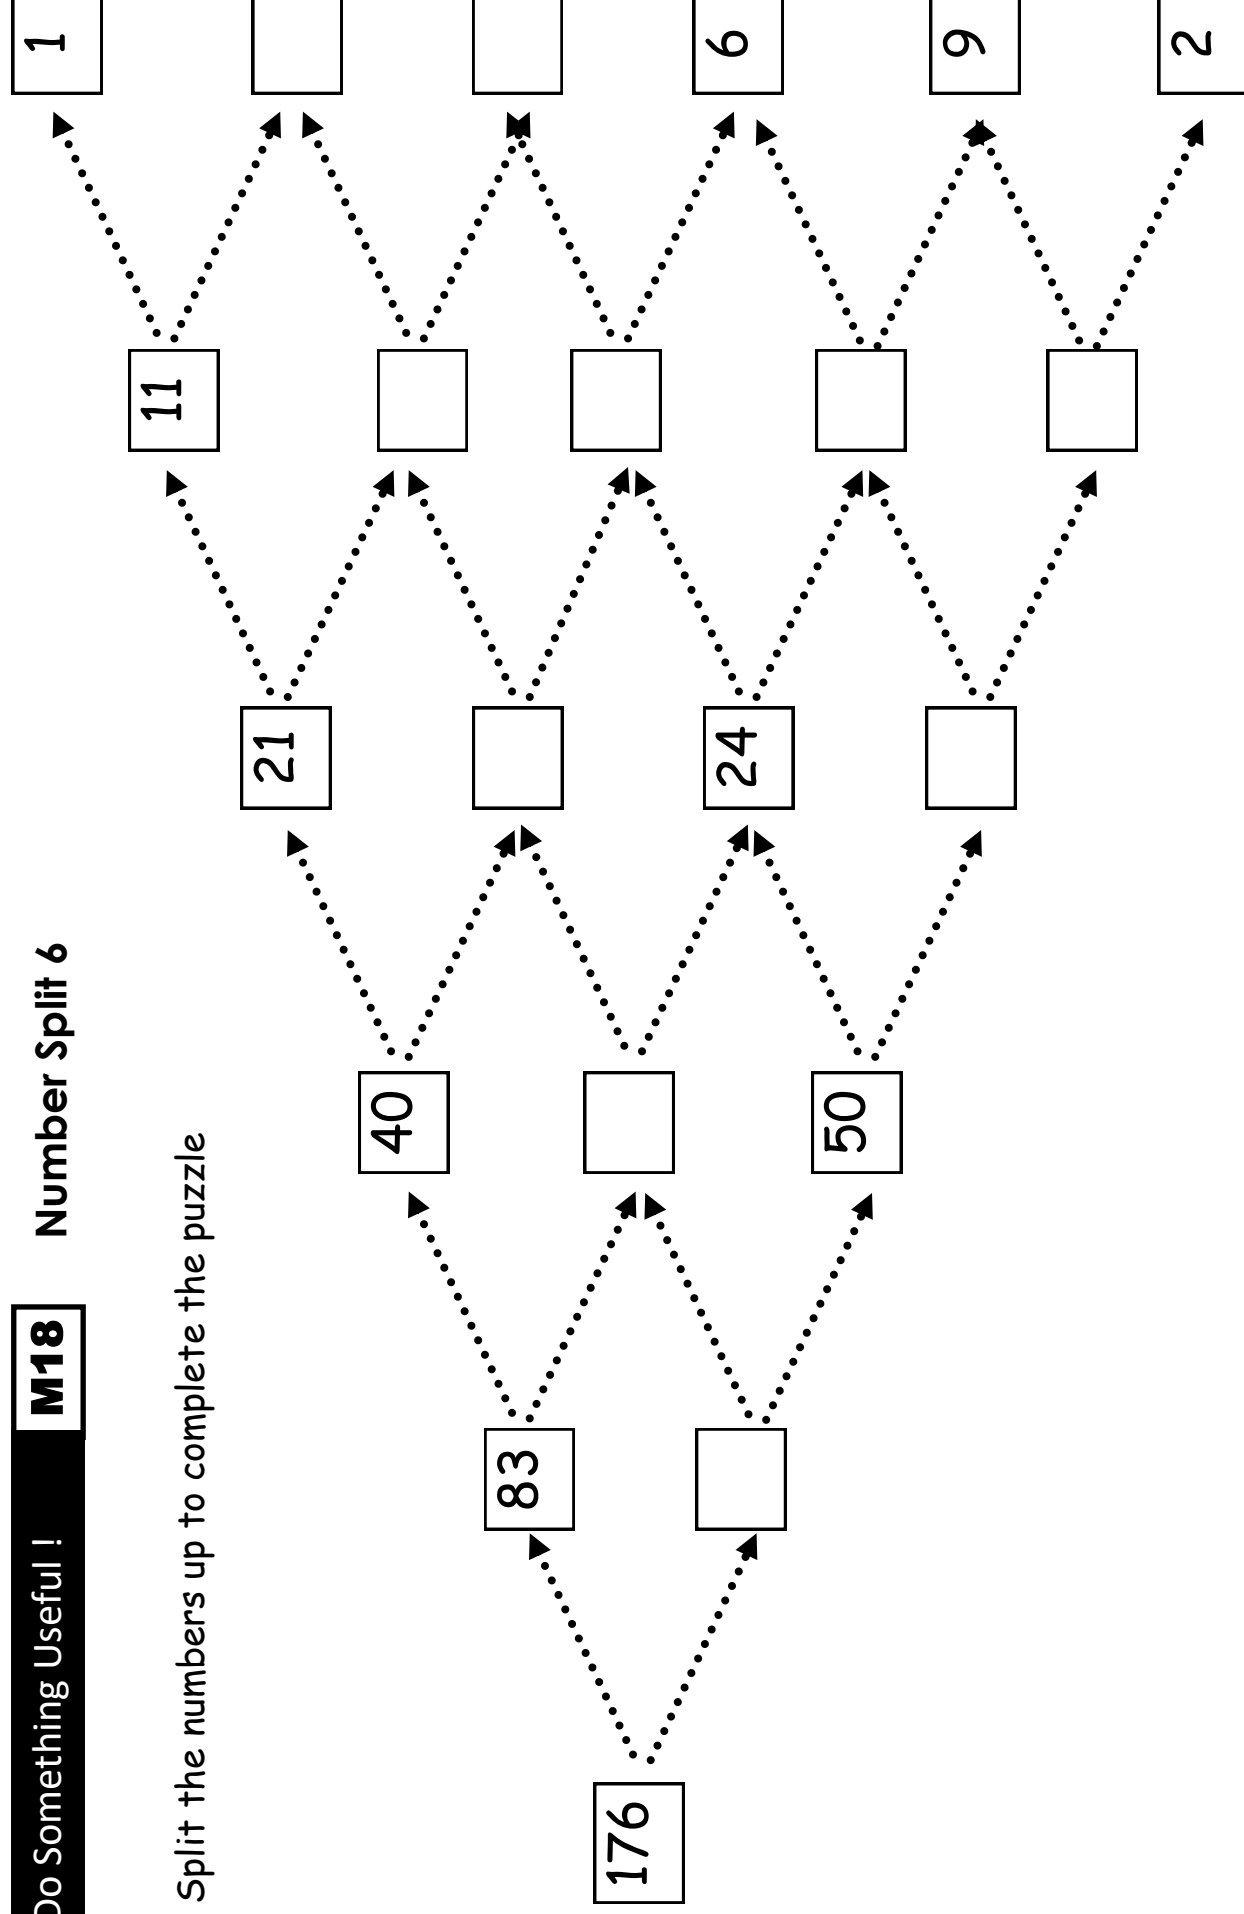 Do Something Useful !
M18
Number Split 6
Split the numbers up to complete the puzzle
1
11
21
40
83
176
6
24
50
9
2